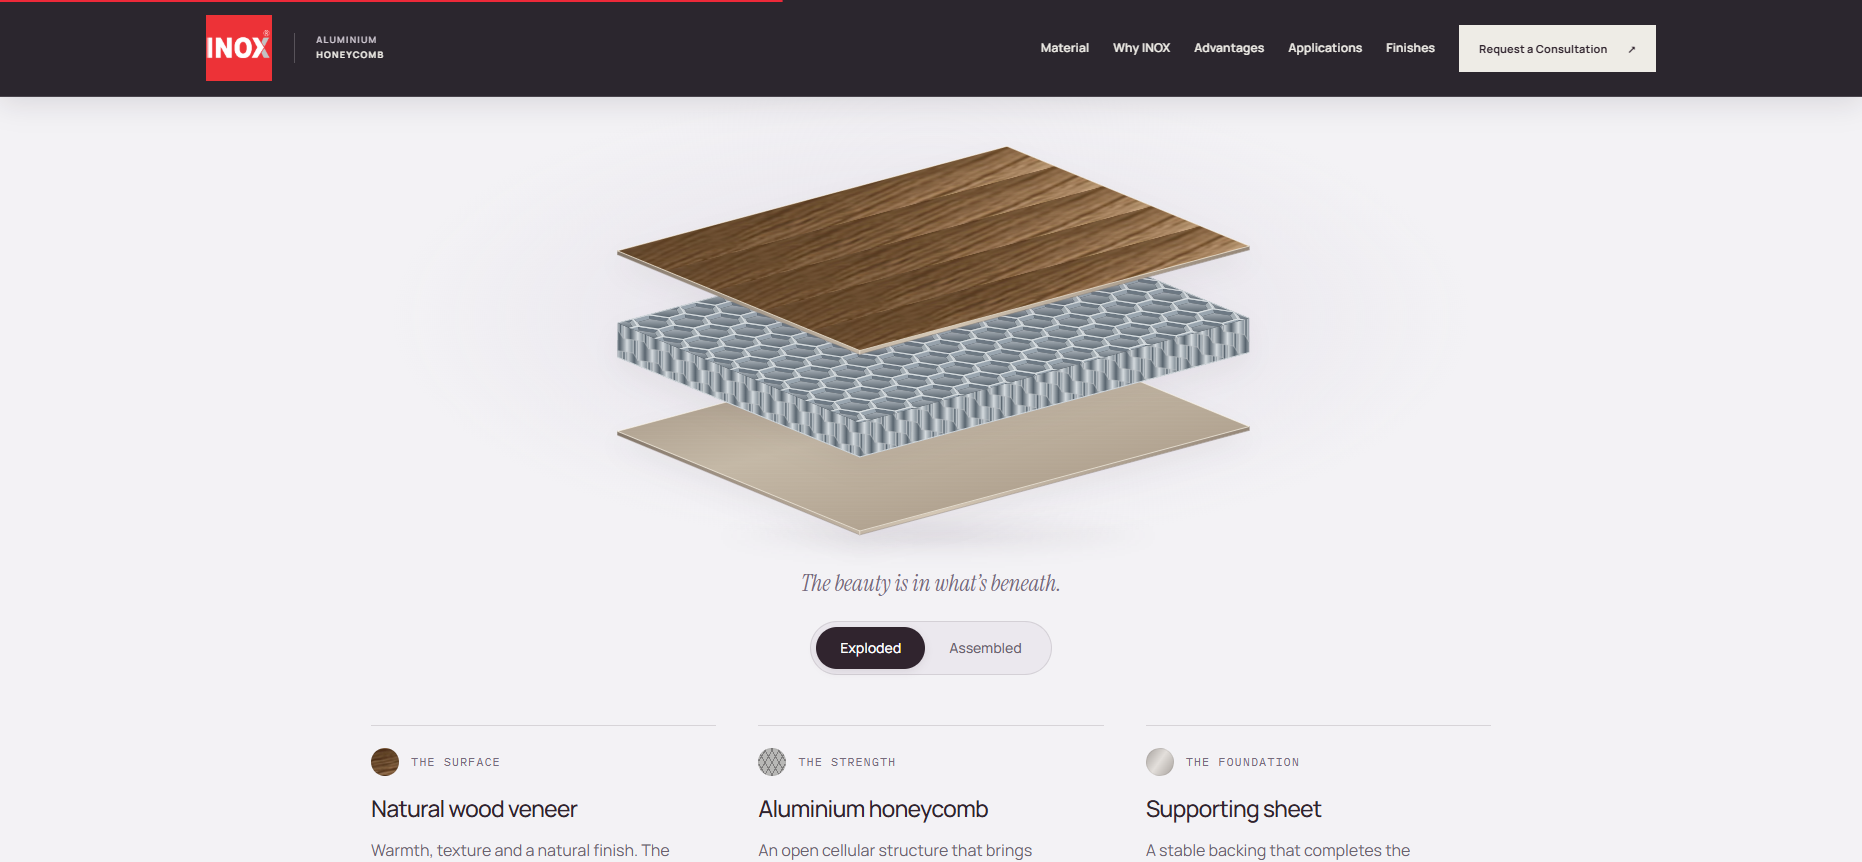 INOX®
ALUMINIUM
HONEYCOMB
Material Why INOX Advantages Applications Finishes Request a Consultation ↗
The beauty is in what’s beneath.
Exploded Assembled
THE SURFACE
Natural wood veneer
Warmth, texture and a natural finish. The
THE STRENGTH
Aluminium honeycomb
An open cellular structure that brings
THE FOUNDATION
Supporting sheet
A stable backing that completes the